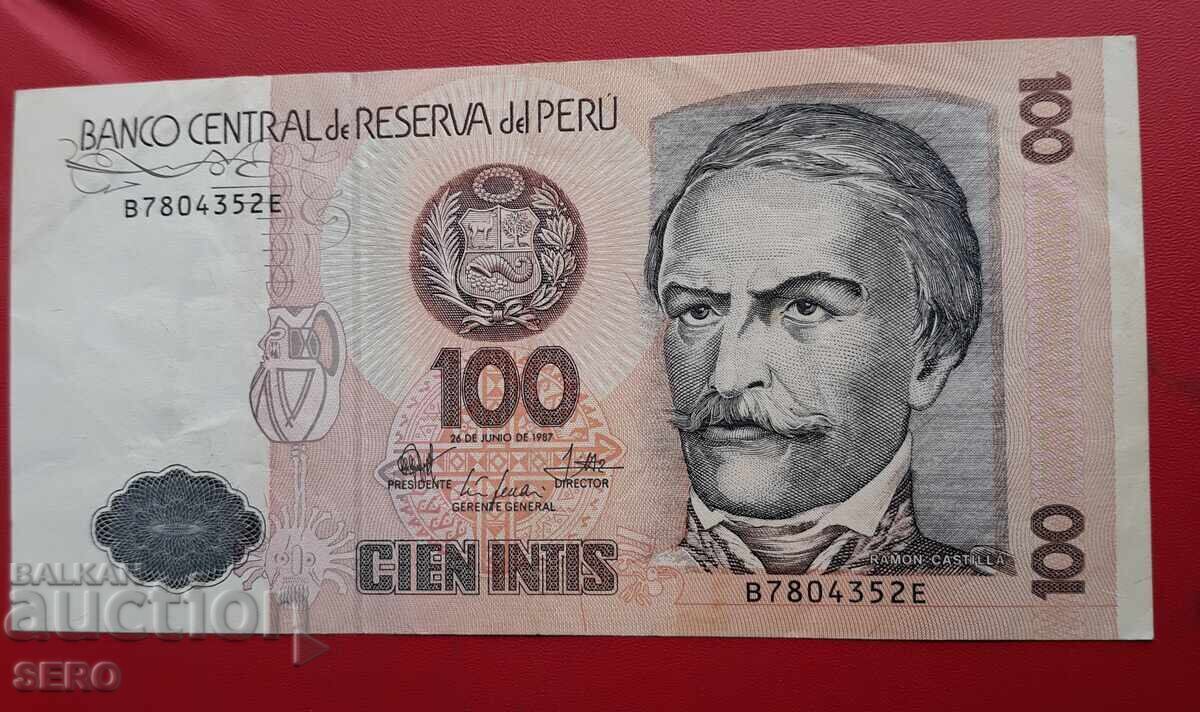 BANCO CENTRAL de RESERVA del PERÚ
B7804352E
100
100
26 DE JUNIO DE 1987
PRESIDENTE
DIRECTOR
GERENTE GENERAL
CIEN INTIS
RAMON CASTILLA
B7804352E
100
BALKAN
auction
SERO